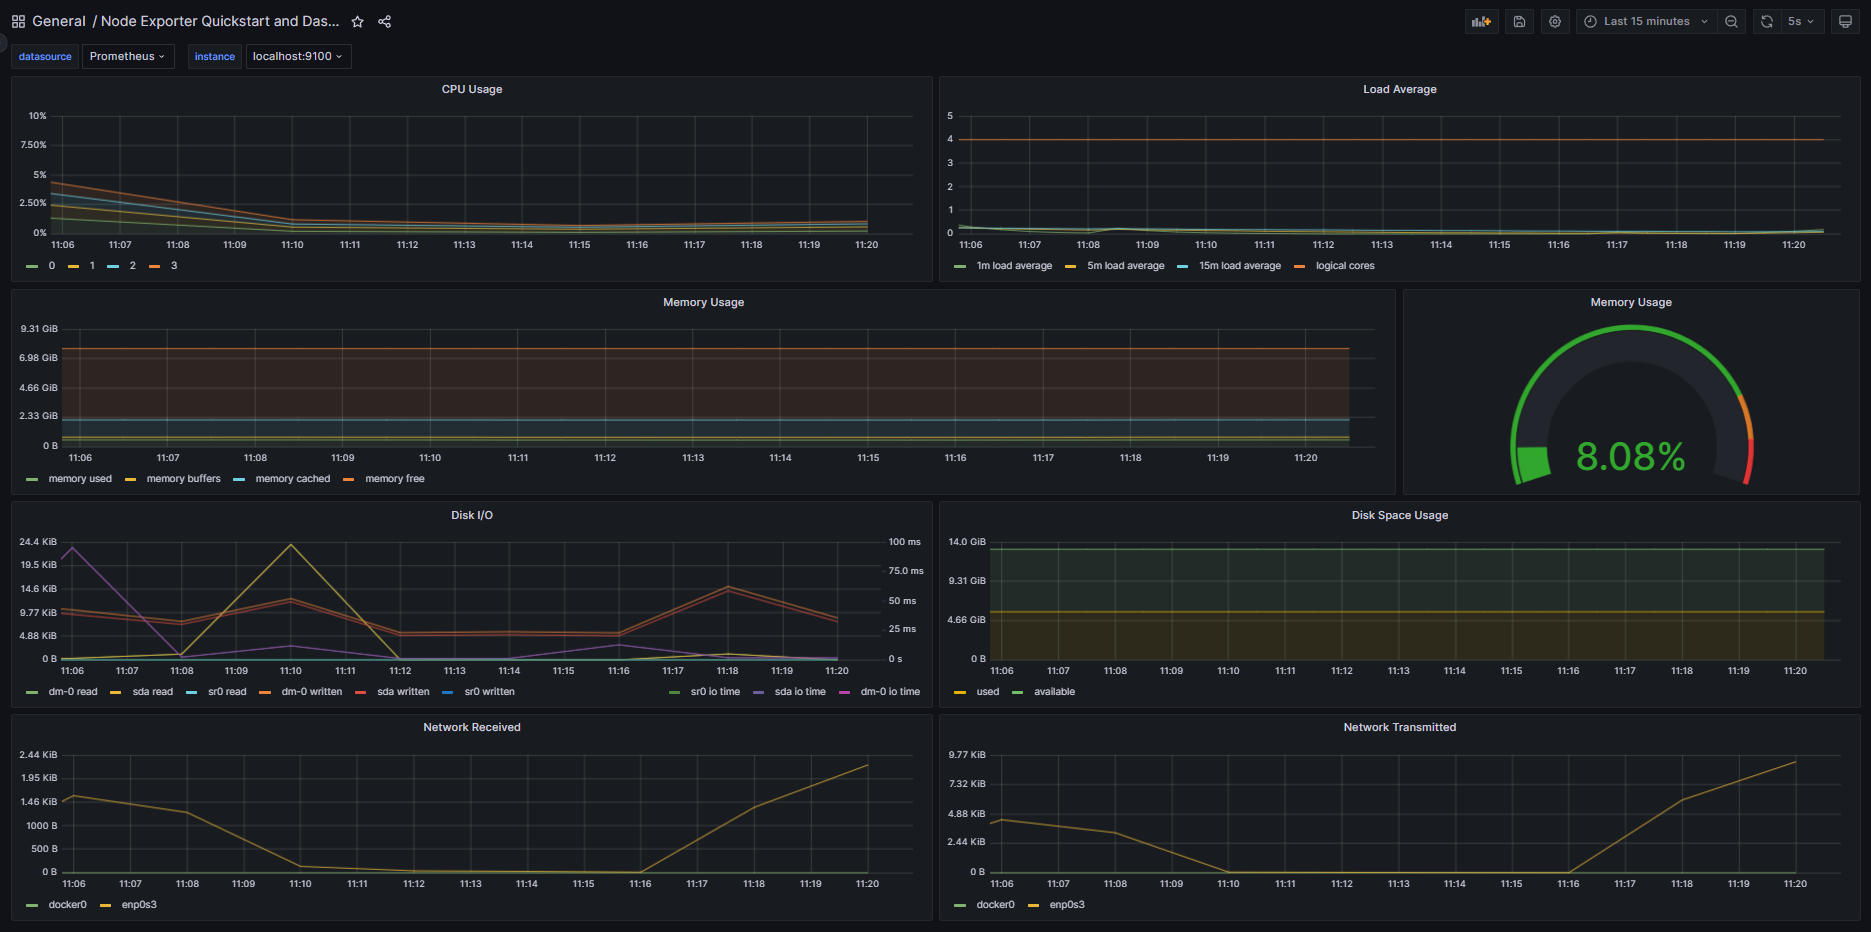 General / Node Exporter Quickstart and Das...
Last 15 minutes
5s
datasource Prometheus instance localhost:9100
CPU Usage
10%
7.50%
5%
2.50%
0%
11:06 11:07 11:08 11:09 11:10 11:11 11:12 11:13 11:14 11:15 11:16 11:17 11:18 11:19 11:20
0 1 2 3
Load Average
5
4
3
2
1
0
11:06 11:07 11:08 11:09 11:10 11:11 11:12 11:13 11:14 11:15 11:16 11:17 11:18 11:19 11:20
1m load average 5m load average 15m load average logical cores
Memory Usage
9.31 GiB
6.98 GiB
4.66 GiB
2.33 GiB
0 B
11:06 11:07 11:08 11:09 11:10 11:11 11:12 11:13 11:14 11:15 11:16 11:17 11:18 11:19 11:20
memory used memory buffers memory cached memory free
Memory Usage
8.08%
Disk I/O
24.4 KiB
19.5 KiB
14.6 KiB
9.77 KiB
4.88 KiB
0 B
100 ms
75.0 ms
50 ms
25 ms
0 s
11:06 11:07 11:08 11:09 11:10 11:11 11:12 11:13 11:14 11:15 11:16 11:17 11:18 11:19 11:20
dm-0 read sda read sr0 read dm-0 written sda written sr0 written sr0 io time sda io time dm-0 io time
Disk Space Usage
14.0 GiB
9.31 GiB
4.66 GiB
0 B
11:06 11:07 11:08 11:09 11:10 11:11 11:12 11:13 11:14 11:15 11:16 11:17 11:18 11:19 11:20
used available
Network Received
2.44 KiB
1.95 KiB
1.46 KiB
1000 B
500 B
0 B
11:06 11:07 11:08 11:09 11:10 11:11 11:12 11:13 11:14 11:15 11:16 11:17 11:18 11:19 11:20
docker0 enp0s3
Network Transmitted
9.77 KiB
7.32 KiB
4.88 KiB
2.44 KiB
0 B
11:06 11:07 11:08 11:09 11:10 11:11 11:12 11:13 11:14 11:15 11:16 11:17 11:18 11:19 11:20
docker0 enp0s3